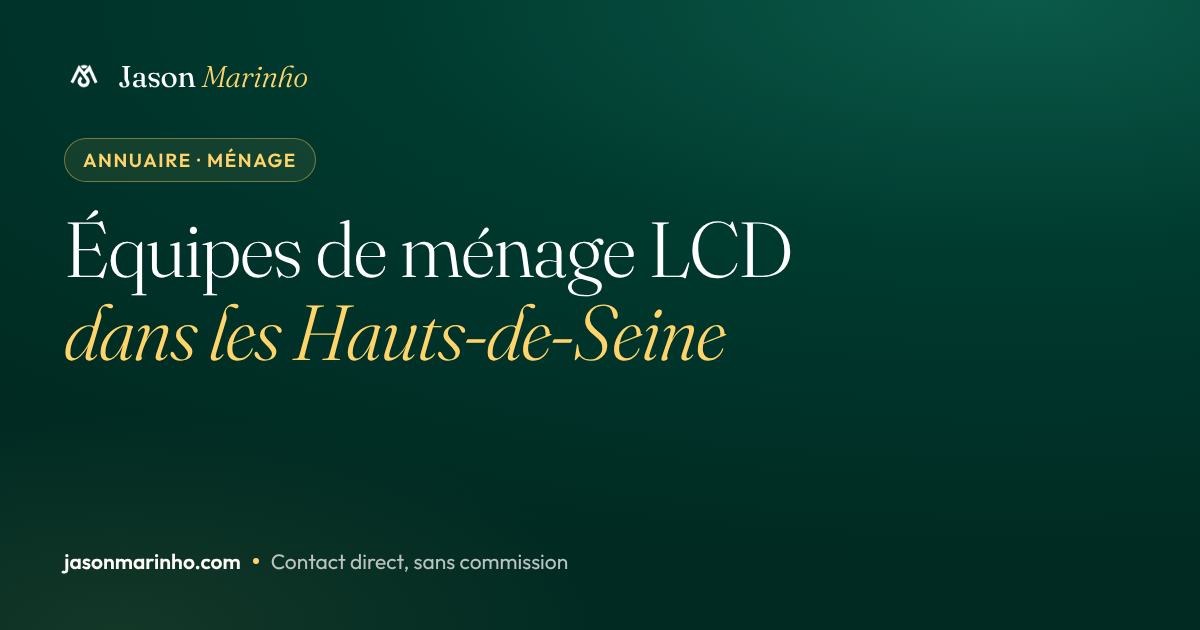 Jason Marinho
ANNUAIRE · MÉNAGE
Équipes de ménage LCD
dans les Hauts-de-Seine
jasonmarinho.com • Contact direct, sans commission